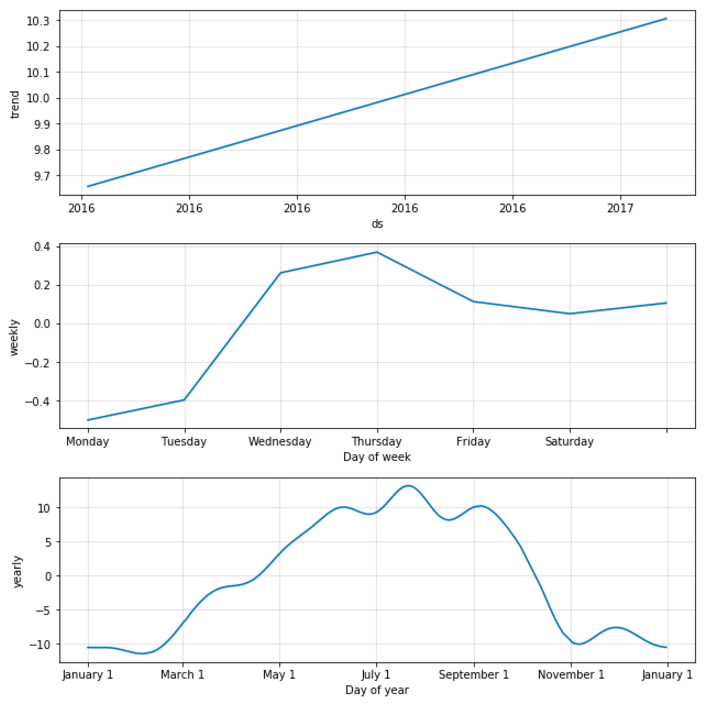 trend
10.3
10.2
10.1
10.0
9.9
9.8
9.7
2016 2016 2016 2016 2016 2017
ds
weekly
0.4
0.2
0.0
−0.2
−0.4
Monday Tuesday Wednesday Thursday Friday Saturday
Day of week
yearly
10
5
0
−5
−10
January 1 March 1 May 1 July 1 September 1 November 1 January 1
Day of year